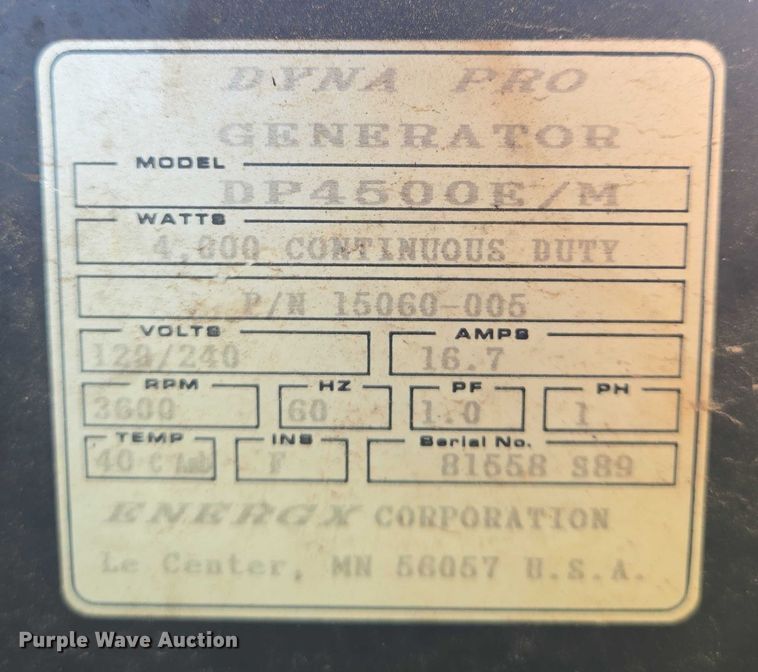 DYNA PRO
GENERATOR
MODEL
DP4500E/M
WATTS
4,000 CONTINUOUS DUTY
P/N 15060-005
VOLTS AMPS
120/240 16.7
RPM HZ PF PH
3600 60 1.0 1
TEMP INS Serial No.
40 C Amb F 81558 S89
ENERGX CORPORATION
Le Center, MN 56057 U.S.A.
Purple Wave Auction